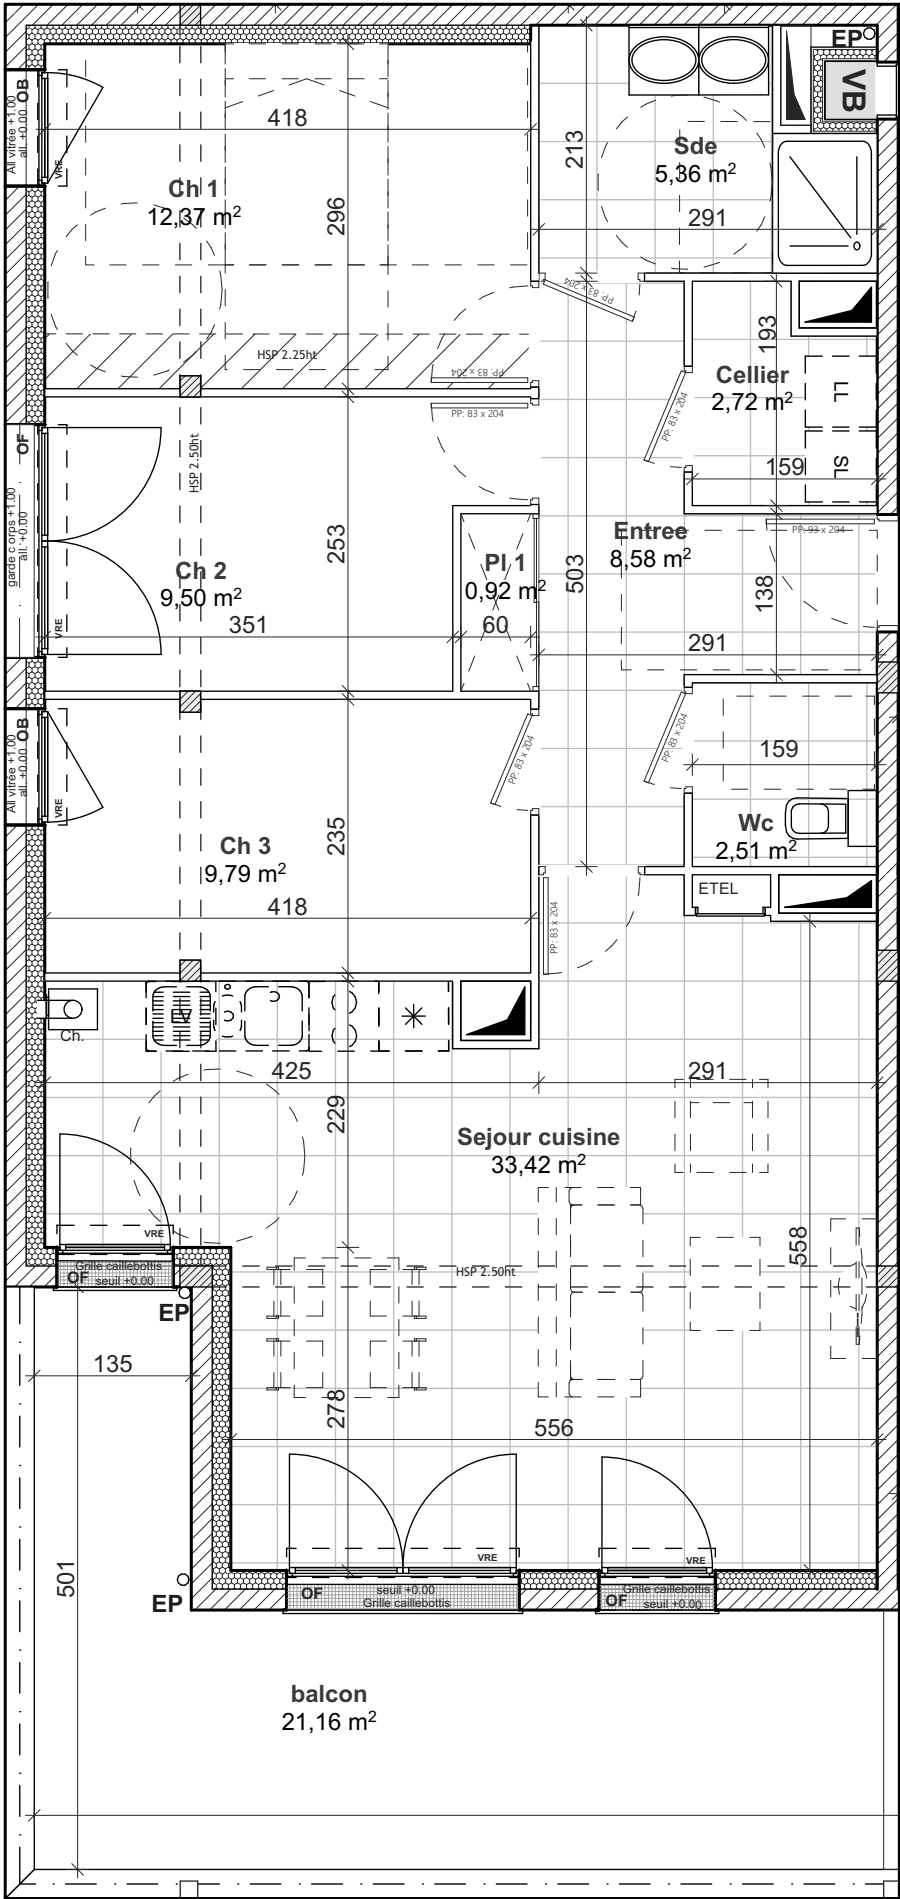 EP
VB
OB
All vitrée +1.00
all. +0.00
VRE
418
213
Sde
5,36 m²
Ch 1
12,37 m²
296
291
PP: 83 x 204
193
HSP 2.25ht
PP: 83 x 204
Cellier
2,72 m²
LL
PP: 83 x 204
PP: 83 x 204
SL
159
OF
garde c orps +1.00
all. +0.00
VRE
HSP 2.50ht
253
PP: 93 x 204
Entree
8,58 m²
503
Pl 1
0,92 m²
Ch 2
9,50 m²
138
351
60
291
OB
All vitrée +1.00
all. +0.00
VRE
PP: 83 x 204
PP: 83 x 204
159
235
Wc
2,51 m²
Ch 3
9,79 m²
ETEL
418
PP: 83 x 204
LV
Ch.
425
291
229
Sejour cuisine
33,42 m²
VRE
558
Grille caillebottis
seuil +0.00
OF
HSP 2.50ht
EP
135
278
556
VRE
VRE
501
OF
seuil +0.00
Grille caillebottis
OF
Grille caillebottis
seuil +0.00
EP
balcon
21,16 m²